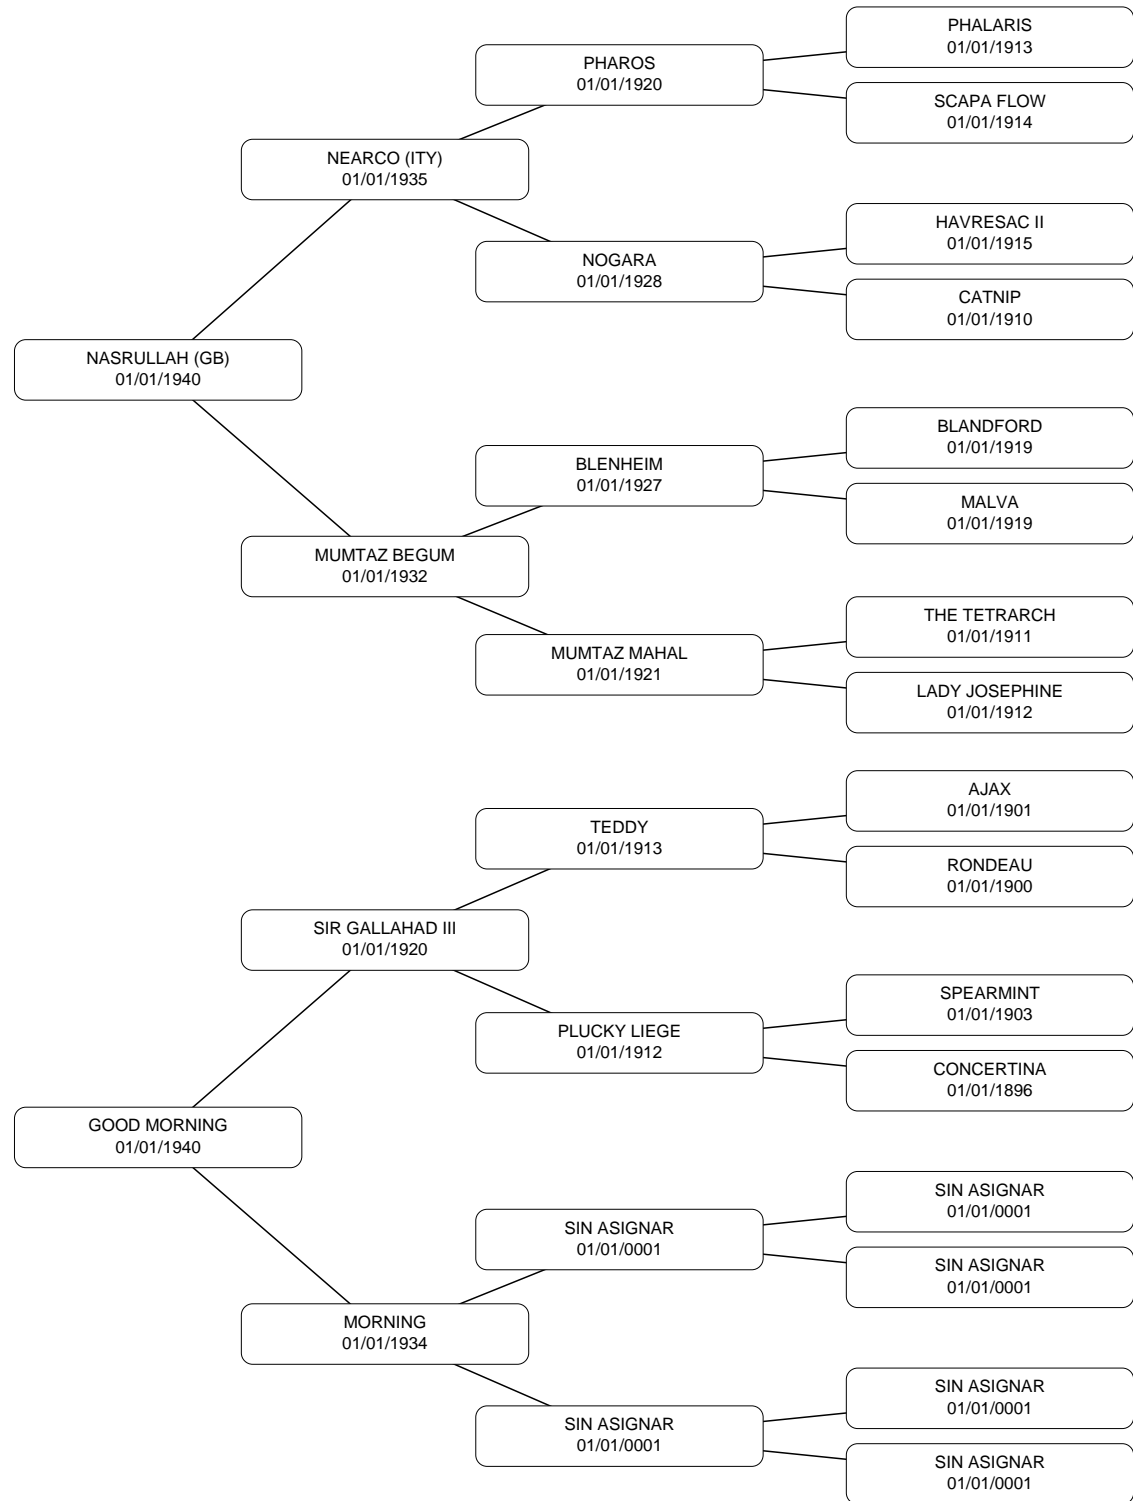 PHALARIS
01/01/1913
PHAROS
01/01/1920
SCAPA FLOW
01/01/1914
NEARCO (ITY)
01/01/1935
HAVRESAC II
01/01/1915
NOGARA
01/01/1928
CATNIP
01/01/1910
NASRULLAH (GB)
01/01/1940
BLANDFORD
01/01/1919
BLENHEIM
01/01/1927
MALVA
01/01/1919
MUMTAZ BEGUM
01/01/1932
THE TETRARCH
01/01/1911
MUMTAZ MAHAL
01/01/1921
LADY JOSEPHINE
01/01/1912
AJAX
01/01/1901
TEDDY
01/01/1913
RONDEAU
01/01/1900
SIR GALLAHAD III
01/01/1920
SPEARMINT
01/01/1903
PLUCKY LIEGE
01/01/1912
CONCERTINA
01/01/1896
GOOD MORNING
01/01/1940
SIN ASIGNAR
01/01/0001
SIN ASIGNAR
01/01/0001
SIN ASIGNAR
01/01/0001
MORNING
01/01/1934
SIN ASIGNAR
01/01/0001
SIN ASIGNAR
01/01/0001
SIN ASIGNAR
01/01/0001